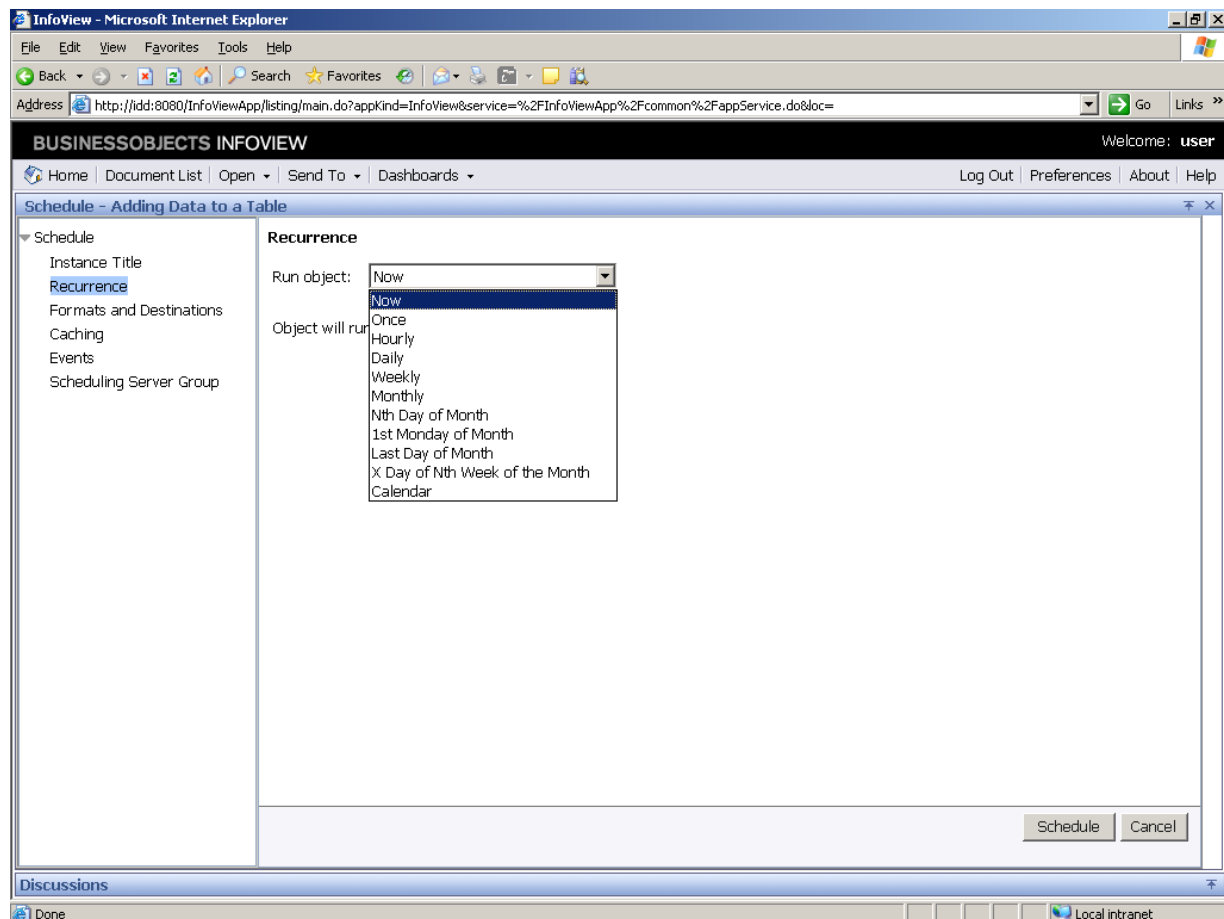 InfoView - Microsoft Internet Explorer
File Edit View Favorites Tools Help
Back Search Favorites
Address http://idd:8080/InfoViewApp/listing/main.do?appKind=InfoView&service=%2FInfoViewApp%2Fcommon%2FappService.do&loc= Go Links »
BUSINESSOBJECTS INFOVIEW Welcome: user
Home Document List Open Send To Dashboards Log Out Preferences About Help
Schedule - Adding Data to a Table
Schedule
Instance Title
Recurrence
Formats and Destinations
Caching
Events
Scheduling Server Group
Recurrence
Run object: Now
Now
Once
Hourly
Daily
Weekly
Monthly
Nth Day of Month
1st Monday of Month
Last Day of Month
X Day of Nth Week of the Month
Calendar
Object will run
Schedule Cancel
Discussions
Done Local intranet